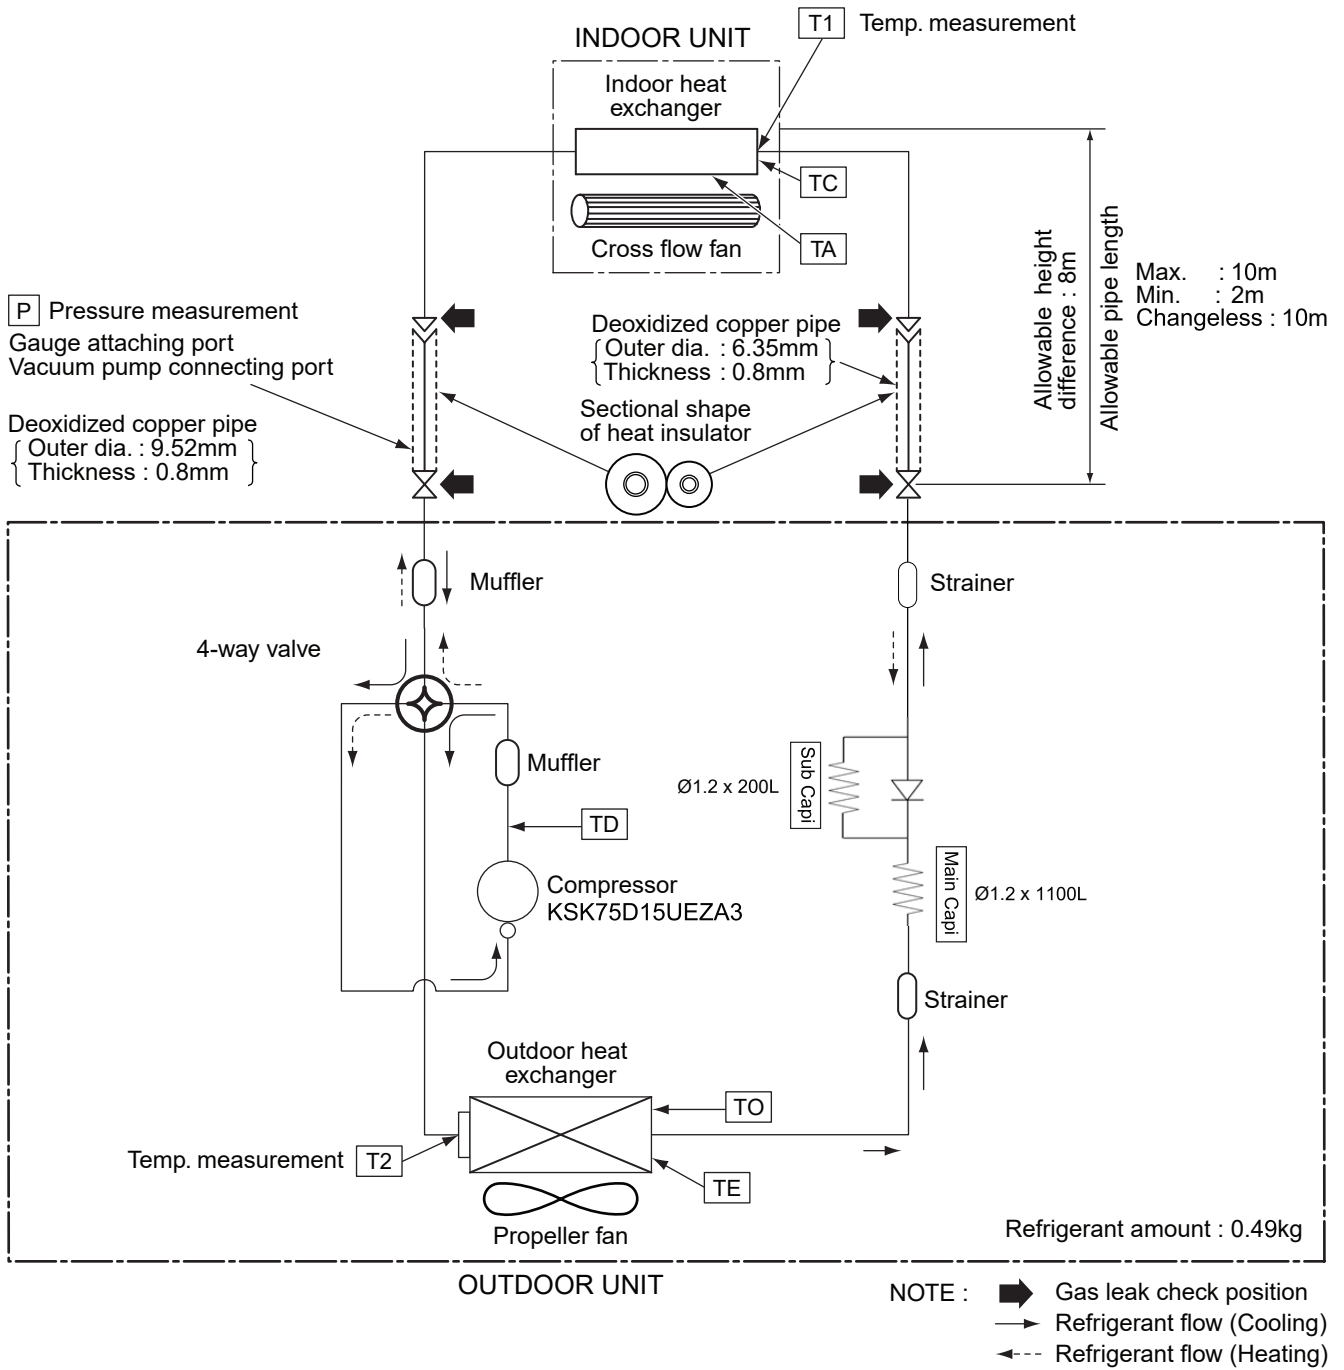 T1 Temp. measurement
INDOOR UNIT
Indoor heat
exchanger
TC
TA
Cross flow fan
Allowable height
difference : 8m
Allowable pipe length
Max. : 10m
Min. : 2m
Changeless : 10m
P Pressure measurement
Gauge attaching port
Vacuum pump connecting port
Deoxidized copper pipe
Outer dia. : 9.52mm
Thickness : 0.8mm
Deoxidized copper pipe
Outer dia. : 6.35mm
Thickness : 0.8mm
Sectional shape
of heat insulator
Muffler
Strainer
4-way valve
Muffler
Ø1.2 x 200L
Sub Capi
TD
Compressor
KSK75D15UEZA3
Main Capi
Ø1.2 x 1100L
Strainer
Outdoor heat
exchanger
TO
Temp. measurement T2
TE
Propeller fan
Refrigerant amount : 0.49kg
OUTDOOR UNIT
NOTE :
Gas leak check position
Refrigerant flow (Cooling)
Refrigerant flow (Heating)